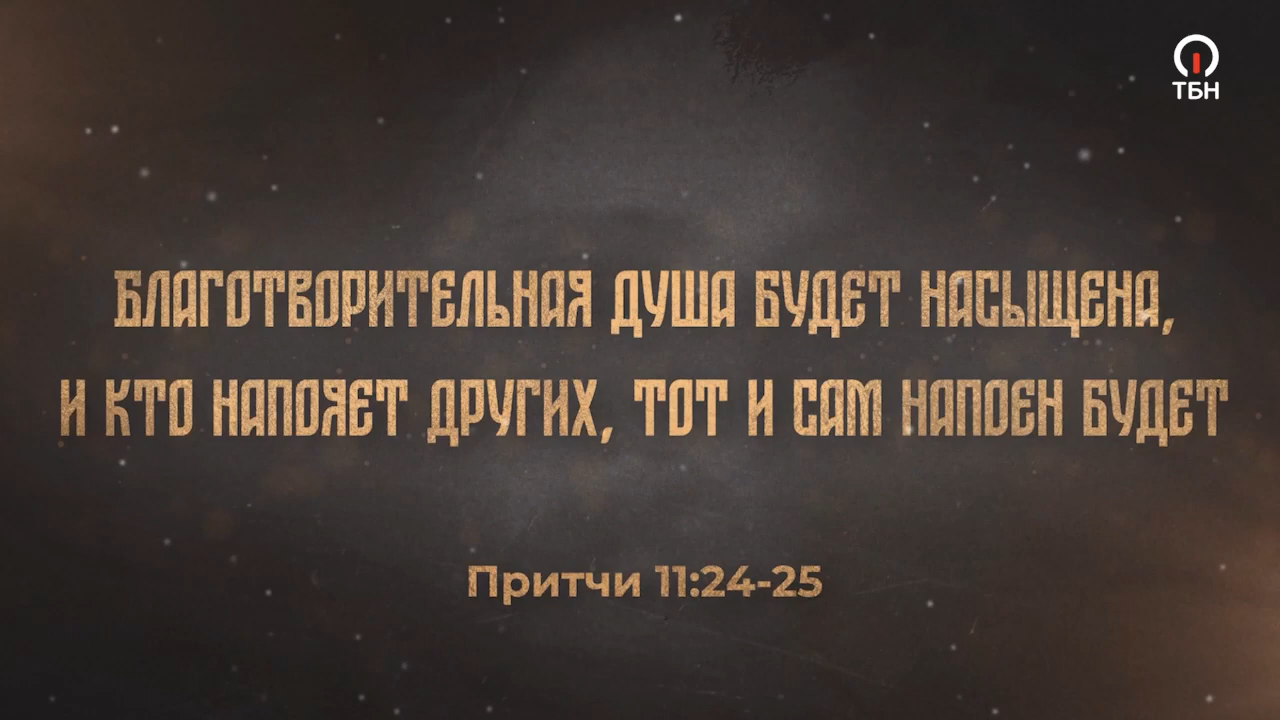 ТБН
БЛАГОТВОРИТЕЛЬНАЯ ДУША БУДЕТ НАСЫЩЕНА,
И КТО НАПОЯЕТ ДРУГИХ, ТОТ И САМ НАПОЕН БУДЕТ
Притчи 11:24-25